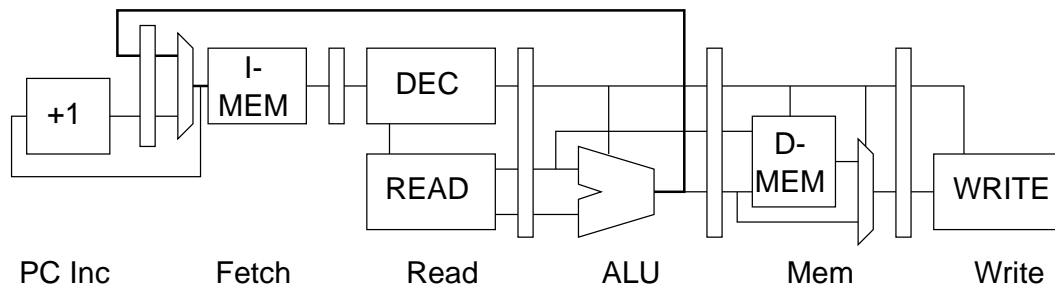 +1
I-
MEM
DEC
READ
D-
MEM
WRITE
PC Inc
Fetch
Read
ALU
Mem
Write